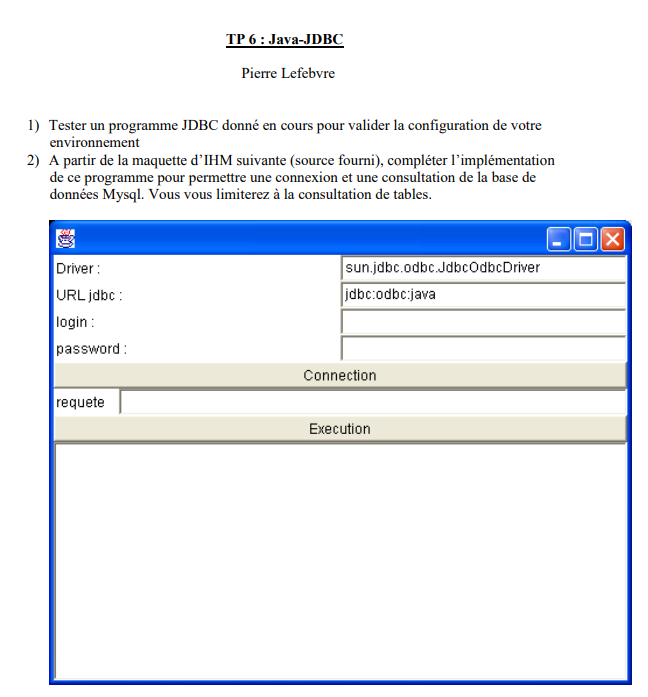 TP 6 : Java-JDBC
Pierre Lefebvre
1) Tester un programme JDBC donné en cours pour valider la configuration de votre
environnement
2) A partir de la maquette d’IHM suivante (source fourni), compléter l’implémentation
de ce programme pour permettre une connexion et une consultation de la base de
données Mysql. Vous vous limiterez à la consultation de tables.
Driver : sun.jdbc.odbc.JdbcOdbcDriver
URL jdbc : jdbc:odbc:java
login :
password :
Connection
requete
Execution